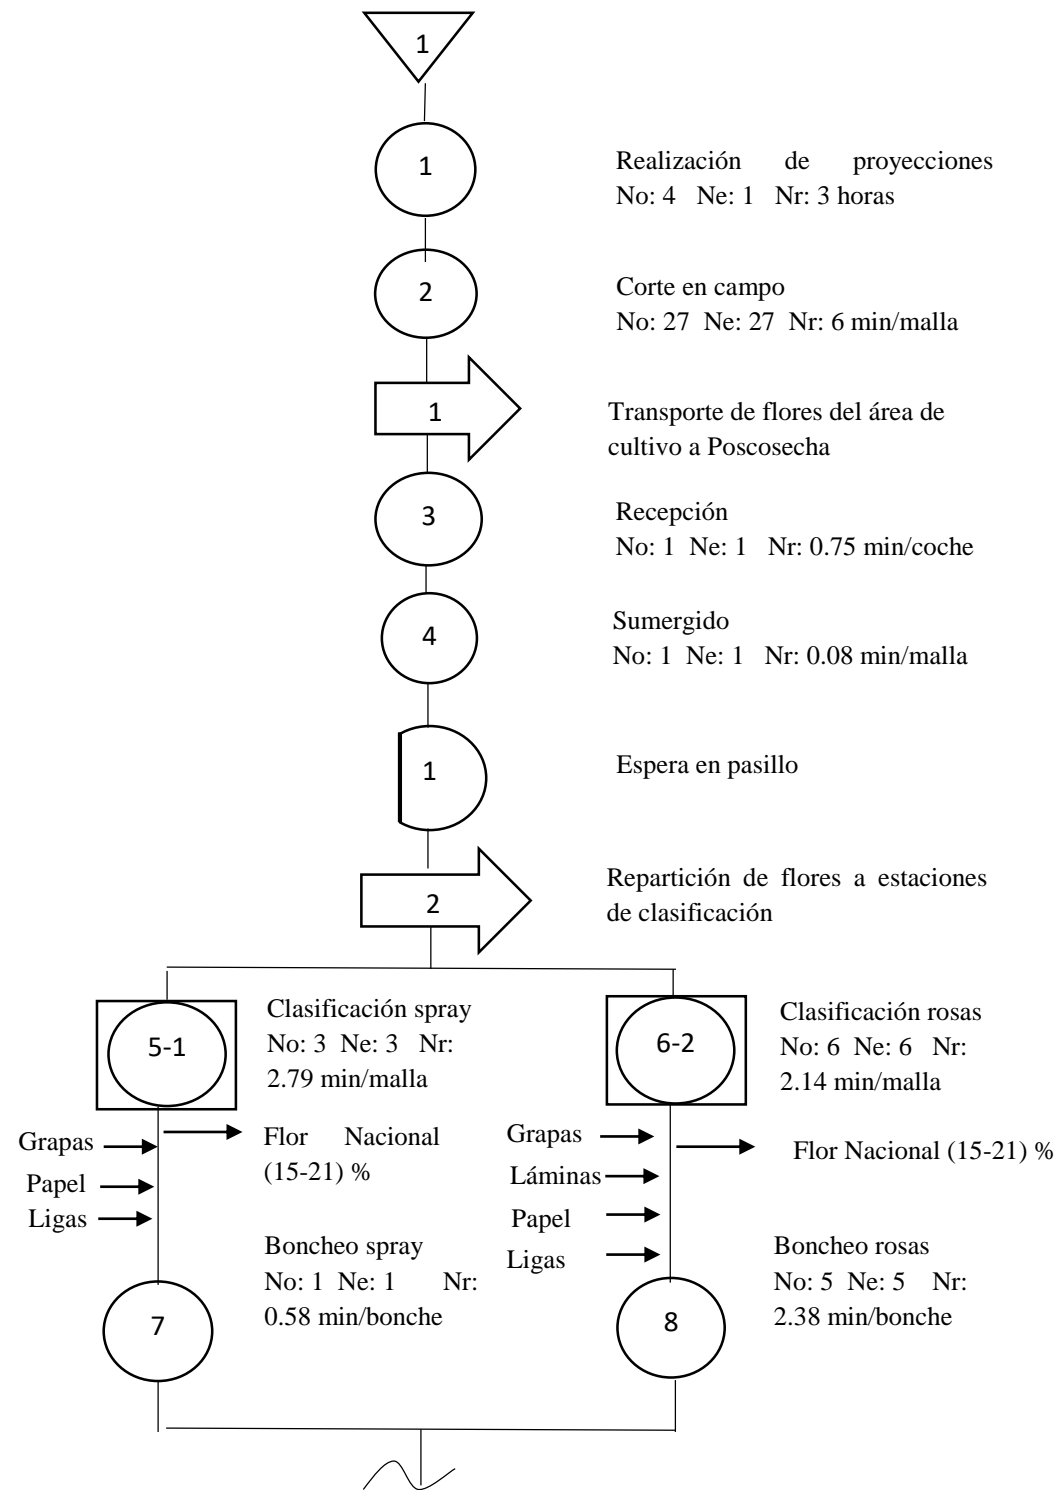 1
1
Realización de proyecciones
No: 4 Ne: 1 Nr: 3 horas
2
Corte en campo
No: 27 Ne: 27 Nr: 6 min/malla
1
Transporte de flores del área de
cultivo a Poscosecha
3
Recepción
No: 1 Ne: 1 Nr: 0.75 min/coche
4
Sumergido
No: 1 Ne: 1 Nr: 0.08 min/malla
1
Espera en pasillo
2
Repartición de flores a estaciones
de clasificación
5-1
Clasificación spray
No: 3 Ne: 3 Nr:
2.79 min/malla
6-2
Clasificación rosas
No: 6 Ne: 6 Nr:
2.14 min/malla
Grapas
Papel
Ligas
Flor Nacional
(15-21) %
Grapas
Láminas
Papel
Ligas
Flor Nacional (15-21) %
7
Boncheo spray
No: 1 Ne: 1 Nr:
0.58 min/bonche
8
Boncheo rosas
No: 5 Ne: 5 Nr:
2.38 min/bonche